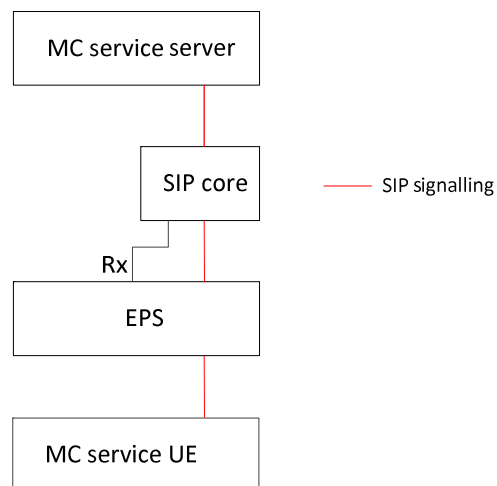 MC service server
SIP core
SIP signalling
Rx
EPS
MC service UE